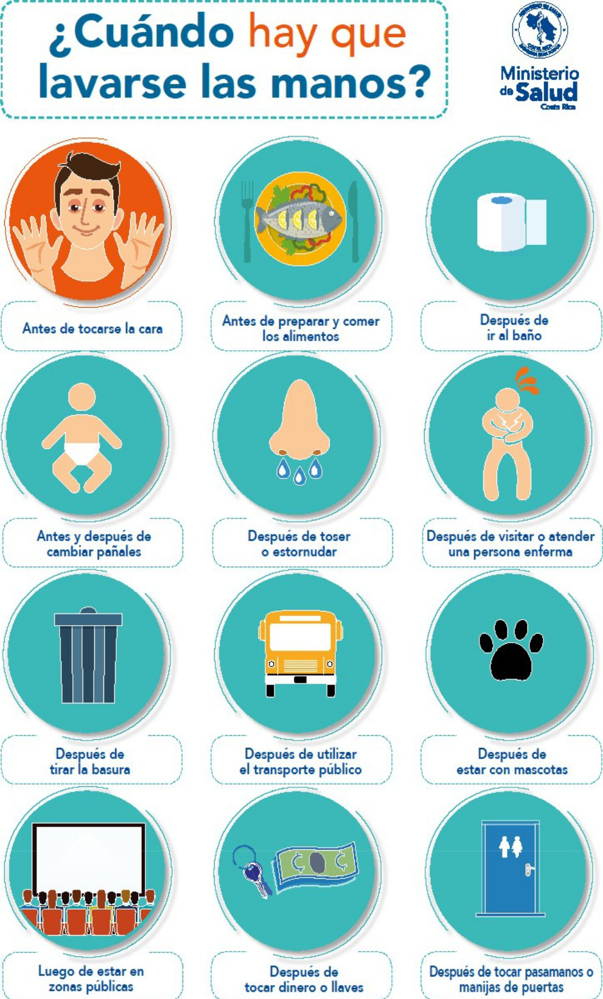 ¿Cuándo hay que
lavarse las manos?
Ministerio
de Salud
Costa Rica
Antes de tocarse la cara
Antes de preparar y comer
los alimentos
Después de
ir al baño
Antes y después de
cambiar pañales
Después de toser
o estornudar
Después de visitar o atender
una persona enferma
Después de
tirar la basura
Después de utilizar
el transporte público
Después de
estar con mascotas
Luego de estar en
zonas públicas
Después de
tocar dinero o llaves
Después de tocar pasamanos o
manijas de puertas